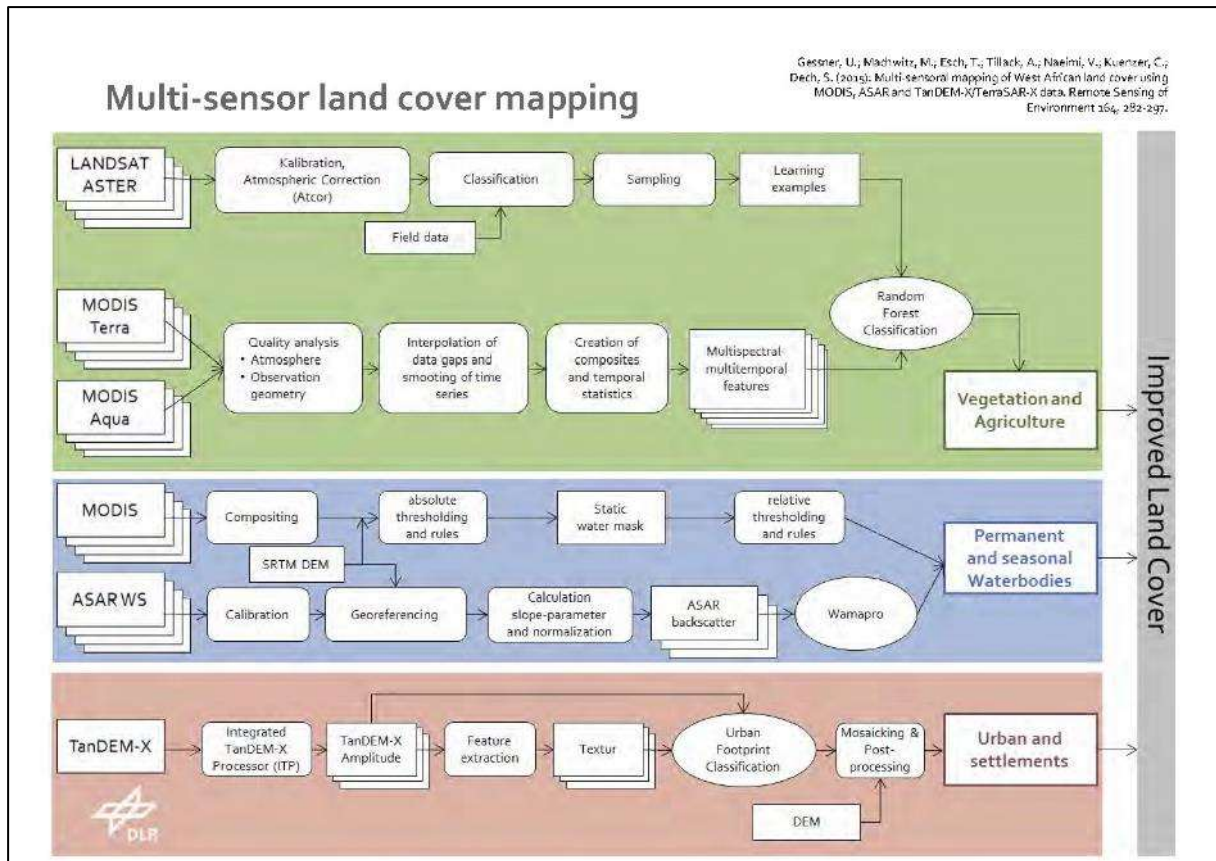 Gessner, U.; Machwitz, M.; Esch, T.; Tillack, A.; Naeimi, V.; Kuenzer, C.;
Dech, S. (2015): Multi-sensoral mapping of West African land cover using
MODIS, ASAR and TanDEM-X/TerraSAR-X data. Remote Sensing of
Environment 164, 282-297.
Multi-sensor land cover mapping
LANDSAT
ASTER
Kalibration,
Atmospheric Correction
(Atcor)
Classification
Sampling
Learning
examples
Field data
MODIS
Terra
MODIS
Aqua
Quality analysis
• Atmosphere
• Observation
geometry
Interpolation of
data gaps and
smooting of time
series
Creation of
composites
and temporal
statistics
Multispectral-
multitemporal
features
Random
Forest
Classification
Vegetation and
Agriculture
MODIS
Compositing
absolute
thresholding
and rules
Static
water mask
relative
thresholding
and rules
SRTM DEM
ASAR WS
Calibration
Georeferencing
Calculation
slope-parameter
and normalization
ASAR
backscatter
Wamapro
Permanent
and seasonal
Waterbodies
TanDEM-X
Integrated
TanDEM-X
Processor (ITP)
TanDEM-X
Amplitude
Feature
extraction
Textur
Urban
Footprint
Classification
Mosaicking &
Post-
processing
DEM
Urban and
settlements
Improved Land Cover
DLR